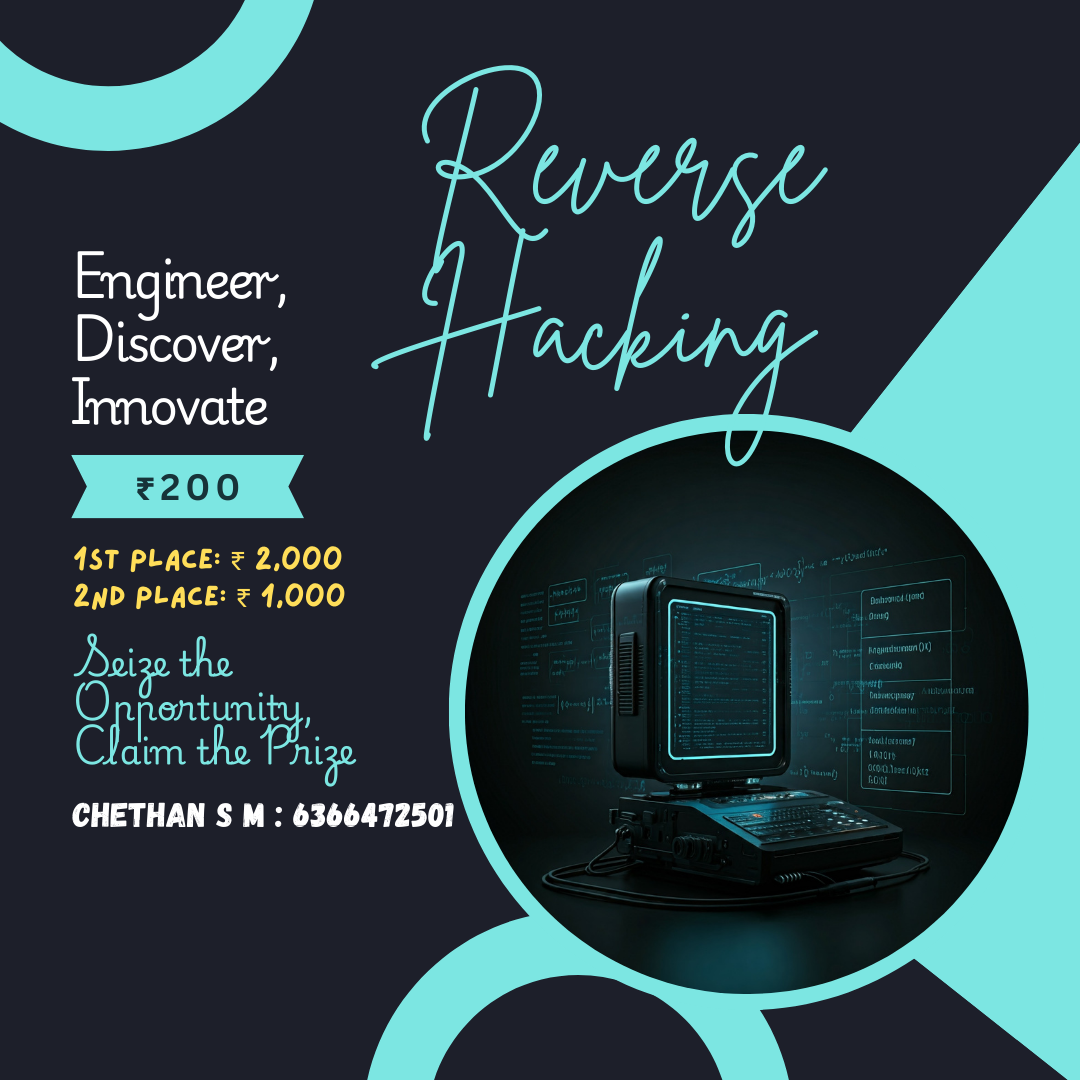 Reverse
Hacking
Engineer,
Discover,
Innovate
₹200
1ST PLACE: ₹ 2,000
2ND PLACE: ₹ 1,000
Seize the
Opportunity,
Claim the Prize
CHETHAN S M : 6366472501